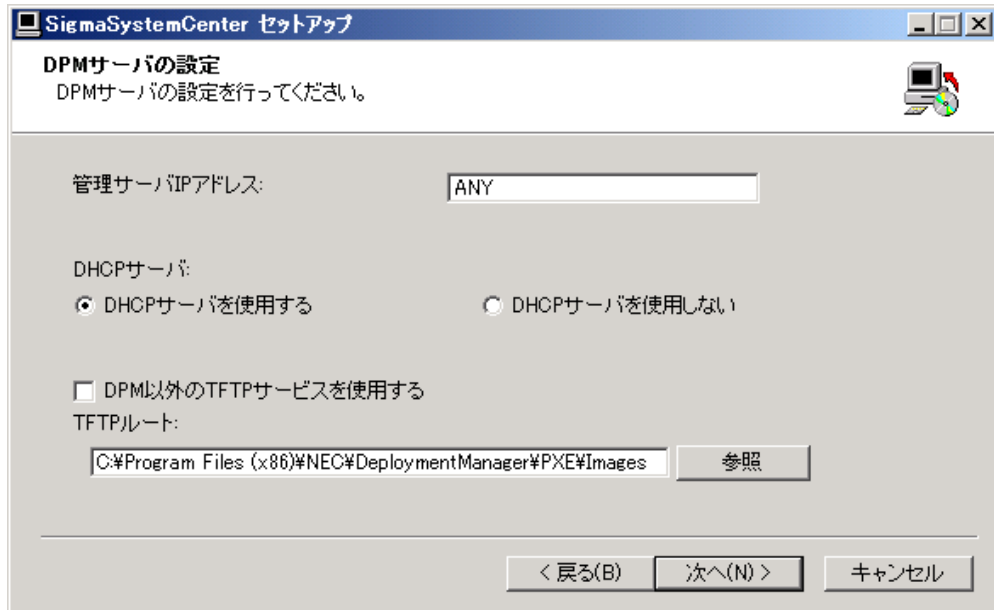 SigmaSystemCenter セットアップ
DPMサーバの設定
DPMサーバの設定を行ってください。
管理サーバIPアドレス:
ANY
DHCPサーバ:
DHCPサーバを使用する
DHCPサーバを使用しない
DPM以外のTFTPサービスを使用する
TFTPルート:
C:¥Program Files (x86)¥NEC¥DeploymentManager¥PXE¥Images
参照
< 戻る(B)
次へ(N) >
キャンセル